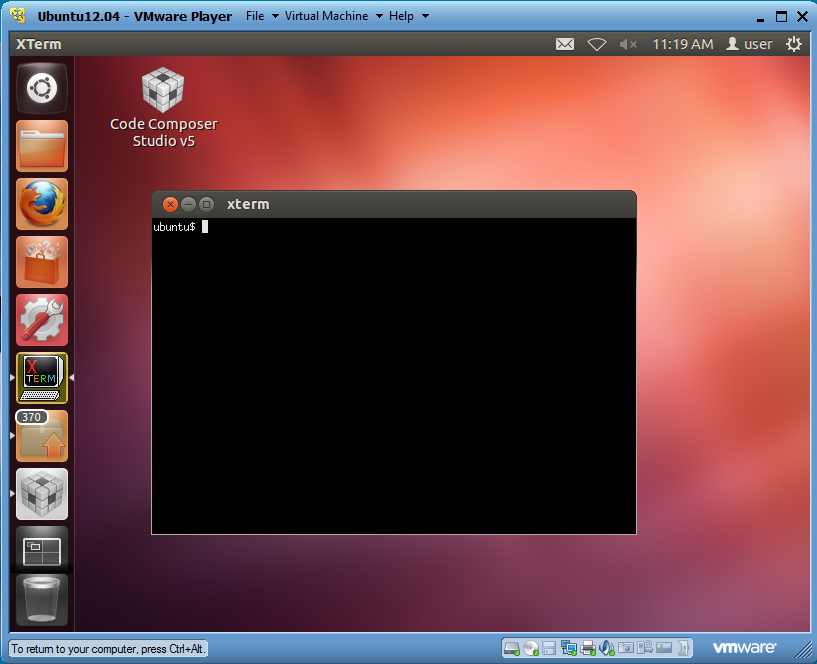 Ubuntu12.04 - VMware Player File Virtual Machine Help
XTerm 11:19 AM user
Code Composer
Studio v5
xterm
ubuntu$
X
TERM
370
To return to your computer, press Ctrl+Alt.
vmware